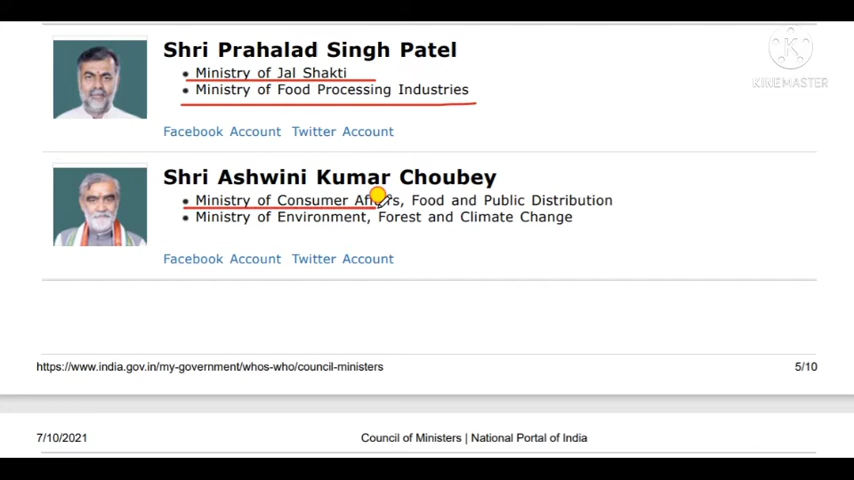 Shri Prahalad Singh Patel
K
KINEMASTER
• Ministry of Jal Shakti
• Ministry of Food Processing Industries
Facebook Account Twitter Account
Shri Ashwini Kumar Choubey
• Ministry of Consumer Affairs, Food and Public Distribution
• Ministry of Environment, Forest and Climate Change
Facebook Account Twitter Account
https://www.india.gov.in/my-government/whos-who/council-ministers 5/10
7/10/2021 Council of Ministers | National Portal of India